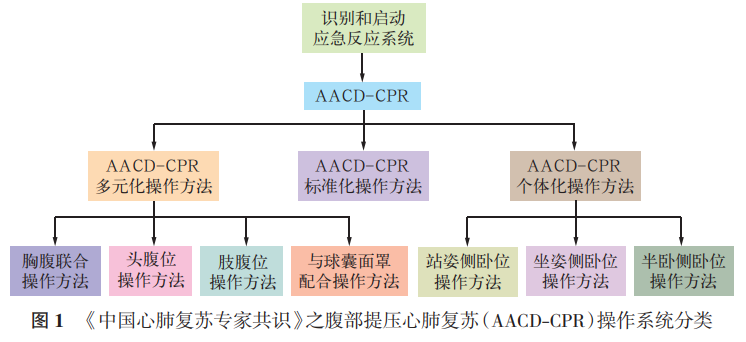 识别和启动
应急反应系统
AACD-CPR
AACD-CPR
多元化操作方法
AACD-CPR
标准化操作方法
AACD-CPR
个体化操作方法
胸腹联合
操作方法
头腹位
操作方法
肢腹位
操作方法
与球囊面罩
配合操作方法
站姿侧卧位
操作方法
坐姿侧卧位
操作方法
半卧侧卧位
操作方法
图 1 《中国心肺复苏专家共识》之腹部提压心肺复苏(AACD-CPR)操作系统分类